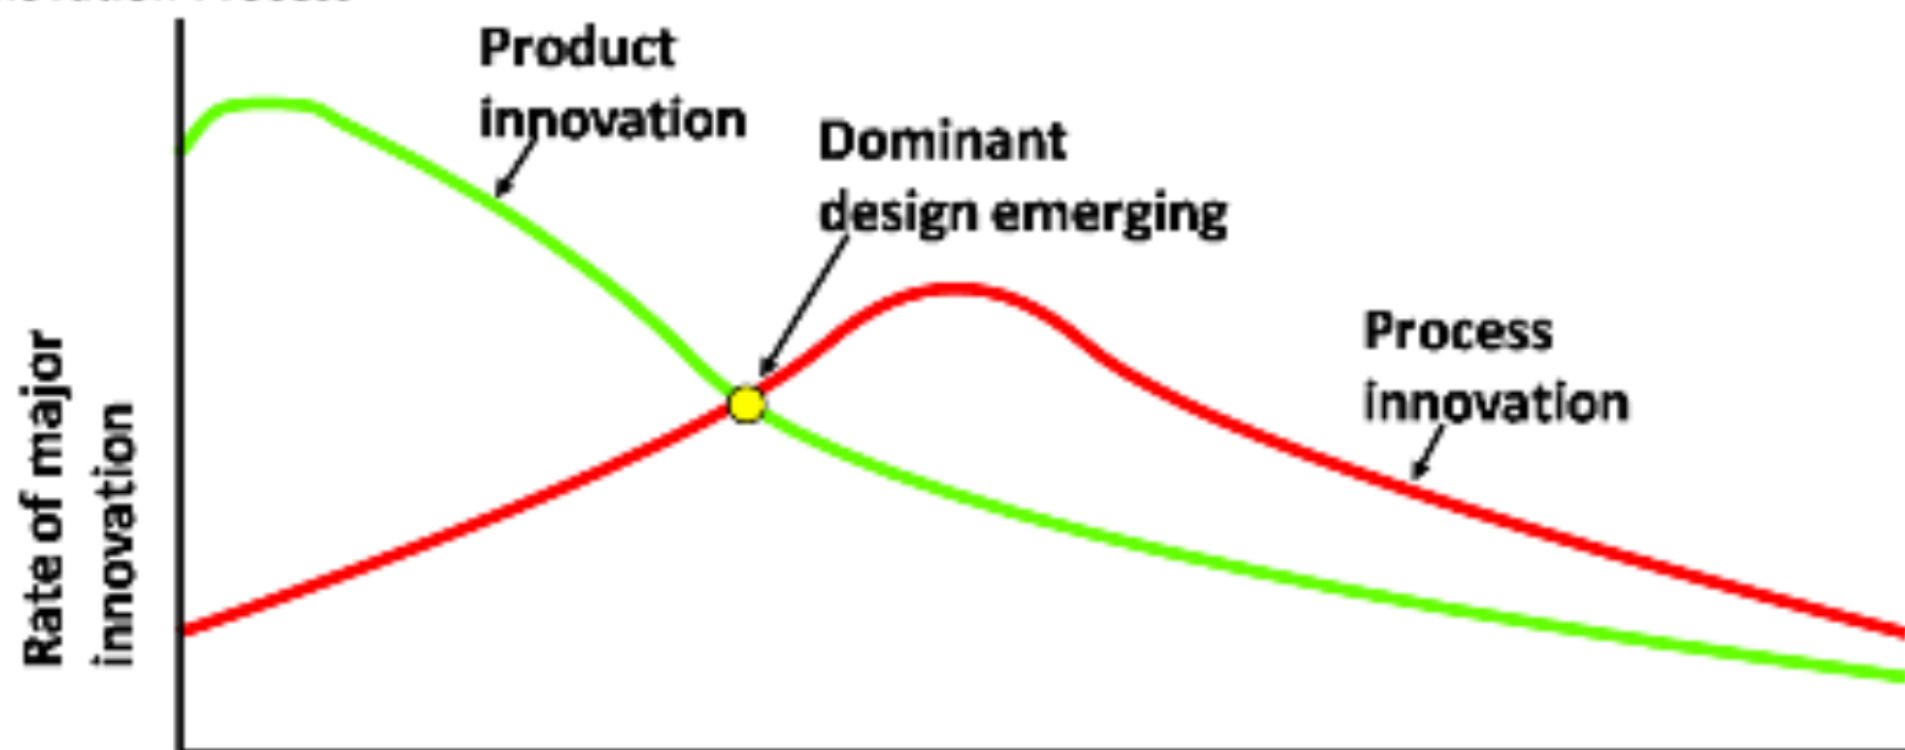 Product
innovation
Dominant
design emerging
Process
innovation
Rate of major
innovation